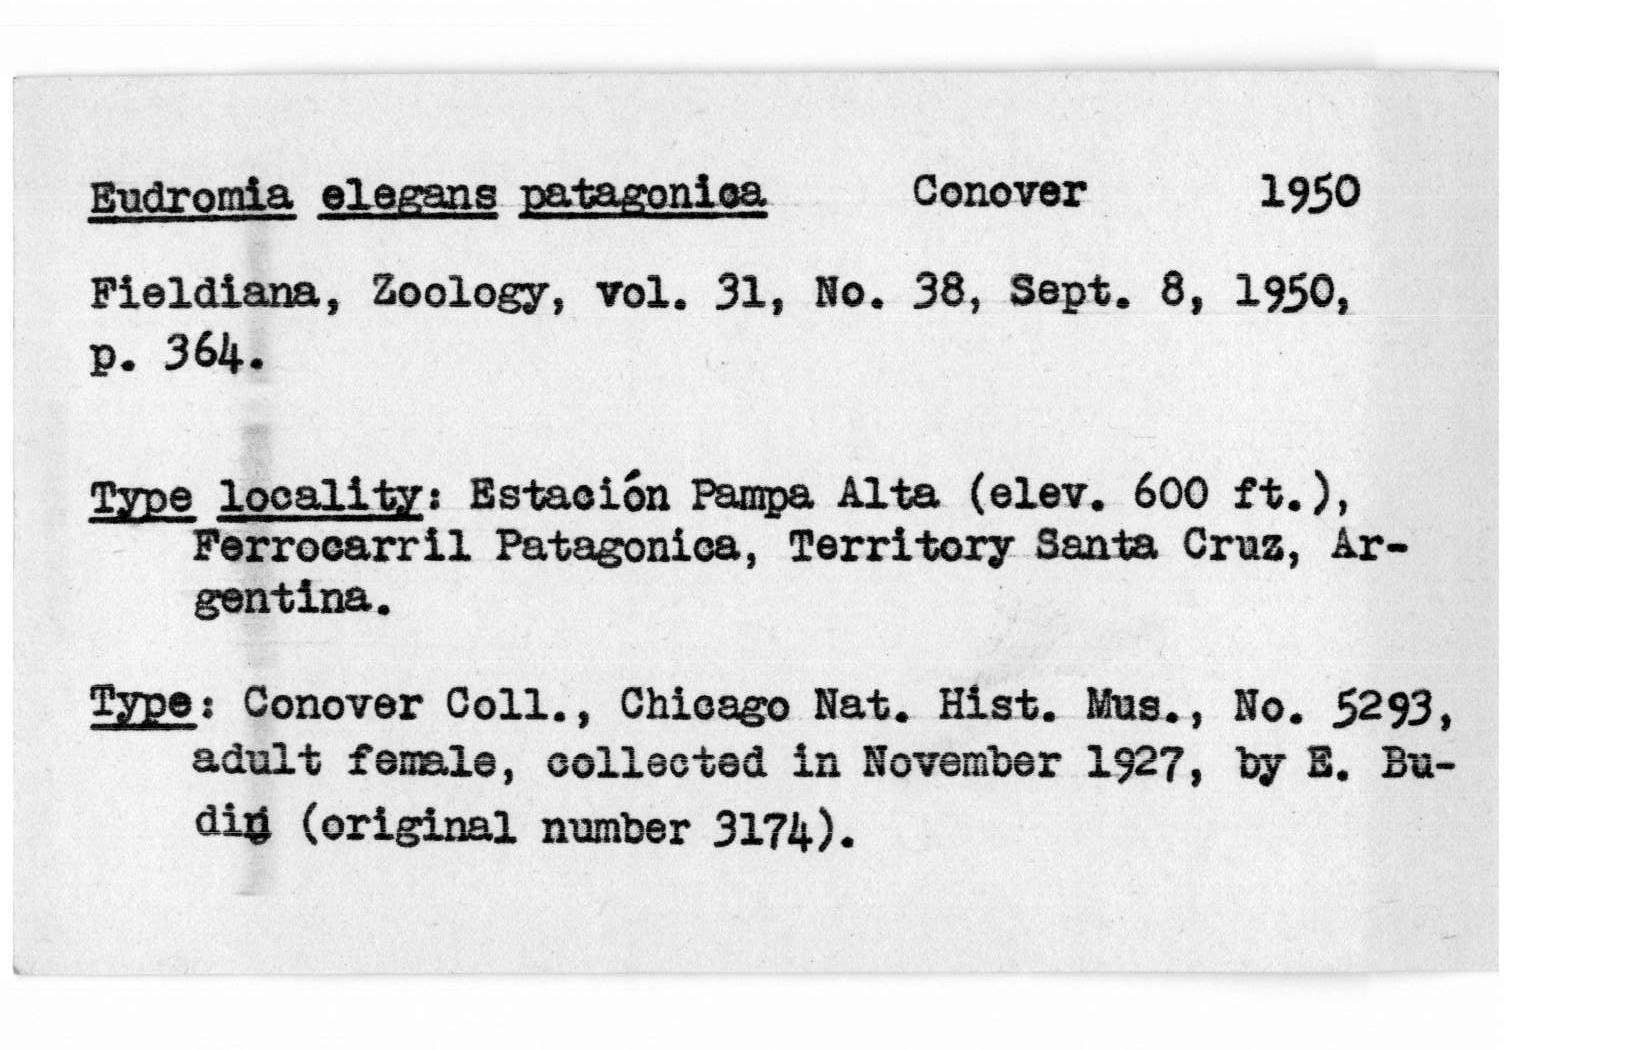 Eudromia elegans patagonica Conover 1950
Fieldiana, Zoology, vol. 31, No. 38, Sept. 8, 1950,
p. 364.
Type locality: Estación Pampa Alta (elev. 600 ft.),
Ferrocarril Patagonica, Territory Santa Cruz, Ar-
gentina.
Type: Conover Coll., Chicago Nat. Hist. Mus., No. 5293,
adult female, collected in November 1927, by E. Bu-
din (original number 3174).